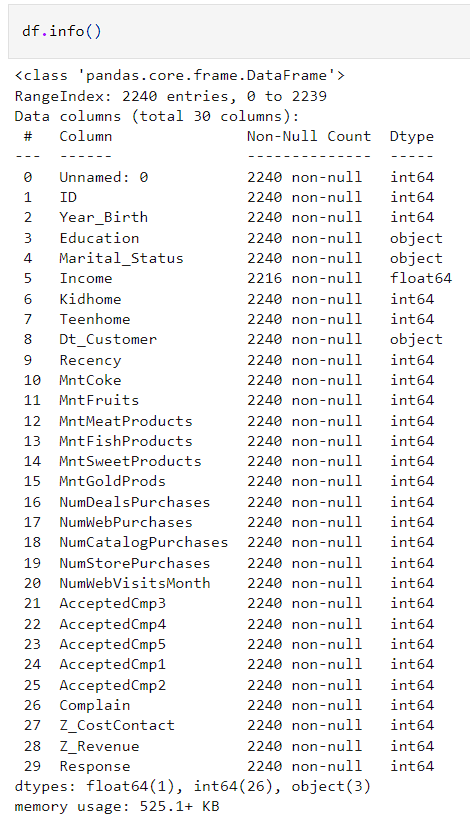 df.info()
<class 'pandas.core.frame.DataFrame'>
RangeIndex: 2240 entries, 0 to 2239
Data columns (total 30 columns):
 #   Column               Non-Null Count  Dtype
---  ------               --------------  -----
 0   Unnamed: 0           2240 non-null   int64
 1   ID                   2240 non-null   int64
 2   Year_Birth           2240 non-null   int64
 3   Education            2240 non-null   object
 4   Marital_Status       2240 non-null   object
 5   Income               2216 non-null   float64
 6   Kidhome              2240 non-null   int64
 7   Teenhome             2240 non-null   int64
 8   Dt_Customer          2240 non-null   object
 9   Recency              2240 non-null   int64
 10  MntCoke              2240 non-null   int64
 11  MntFruits            2240 non-null   int64
 12  MntMeatProducts      2240 non-null   int64
 13  MntFishProducts      2240 non-null   int64
 14  MntSweetProducts     2240 non-null   int64
 15  MntGoldProds         2240 non-null   int64
 16  NumDealsPurchases    2240 non-null   int64
 17  NumWebPurchases      2240 non-null   int64
 18  NumCatalogPurchases  2240 non-null   int64
 19  NumStorePurchases    2240 non-null   int64
 20  NumWebVisitsMonth    2240 non-null   int64
 21  AcceptedCmp3         2240 non-null   int64
 22  AcceptedCmp4         2240 non-null   int64
 23  AcceptedCmp5         2240 non-null   int64
 24  AcceptedCmp1         2240 non-null   int64
 25  AcceptedCmp2         2240 non-null   int64
 26  Complain             2240 non-null   int64
 27  Z_CostContact        2240 non-null   int64
 28  Z_Revenue            2240 non-null   int64
 29  Response             2240 non-null   int64
dtypes: float64(1), int64(26), object(3)
memory usage: 525.1+ KB